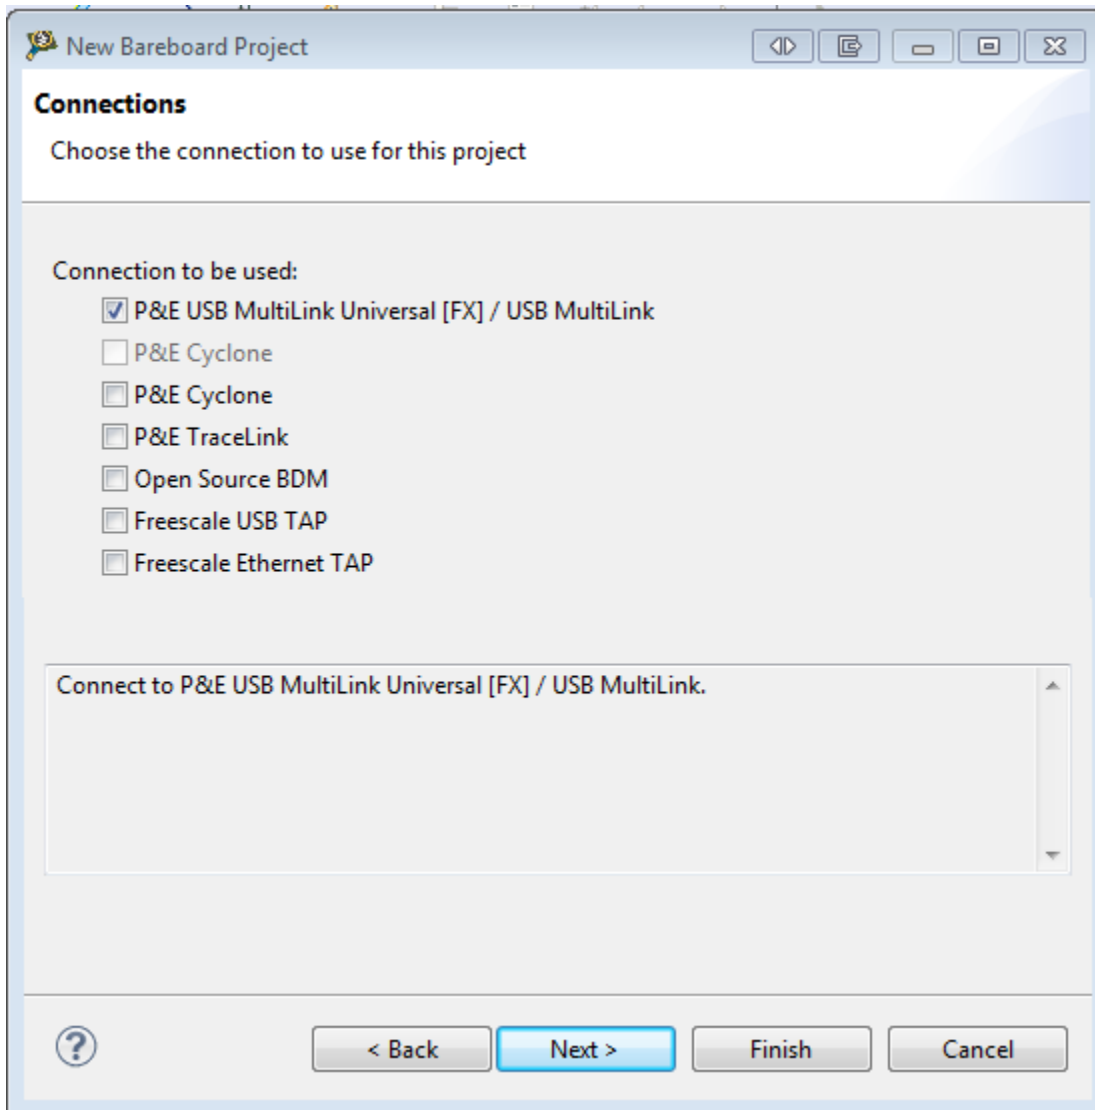 New Bareboard Project
Connections
Choose the connection to use for this project
Connection to be used:
P&E USB MultiLink Universal [FX] / USB MultiLink
P&E Cyclone
P&E Cyclone
P&E TraceLink
Open Source BDM
Freescale USB TAP
Freescale Ethernet TAP
Connect to P&E USB MultiLink Universal [FX] / USB MultiLink.
?
< Back
Next >
Finish
Cancel